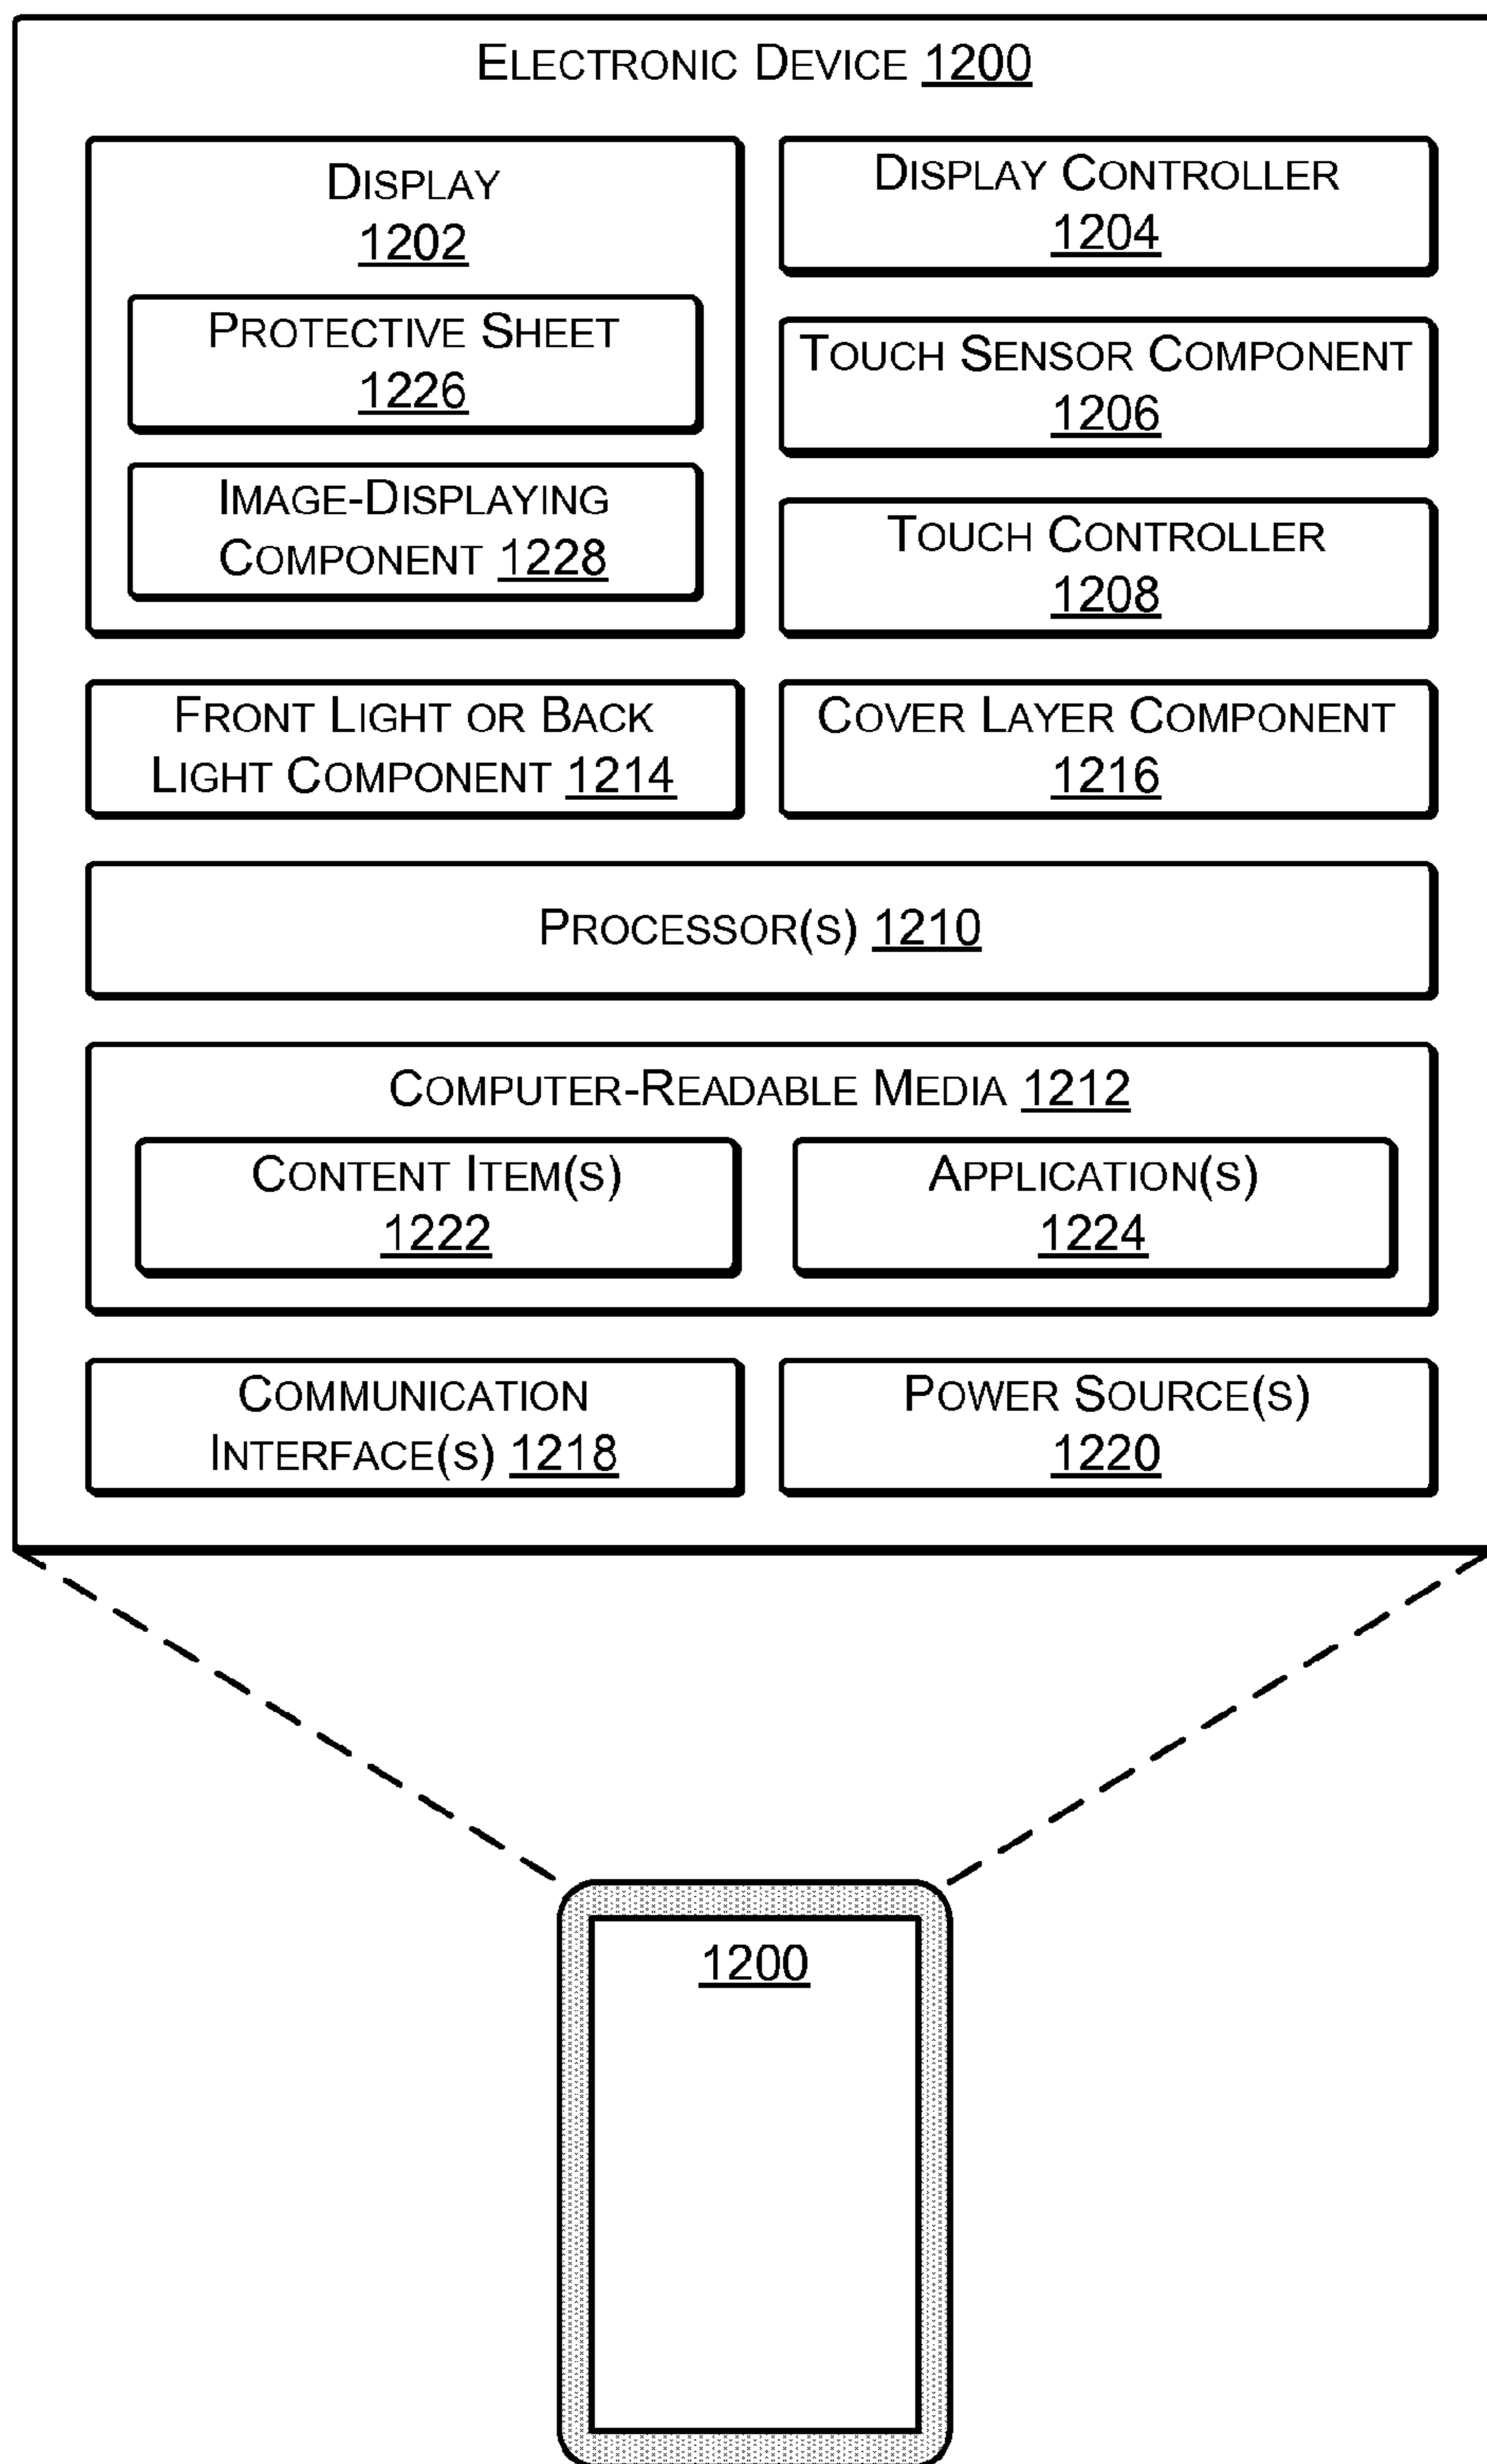 ELECTRONIC DEVICE 1200
DISPLAY
1202
PROTECTIVE SHEET
1226
IMAGE-DISPLAYING
COMPONENT 1228
DISPLAY CONTROLLER
1204
TOUCH SENSOR COMPONENT
1206
TOUCH CONTROLLER
1208
FRONT LIGHT OR BACK
LIGHT COMPONENT 1214
COVER LAYER COMPONENT
1216
PROCESSOR(S) 1210
COMPUTER-READABLE MEDIA 1212
CONTENT ITEM(S)
1222
APPLICATION(S)
1224
COMMUNICATION
INTERFACE(S) 1218
POWER SOURCE(S)
1220
1200